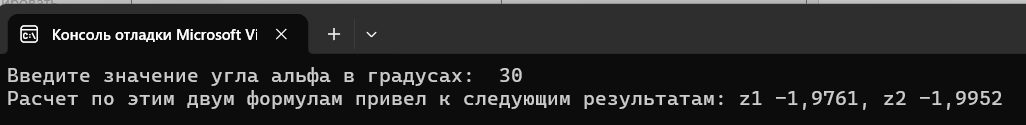 Консоль отладки Microsoft Vi
Введите значение угла альфа в градусах: 30
Расчет по этим двум формулам привел к следующим результатам: z1 -1,9761, z2 -1,9952